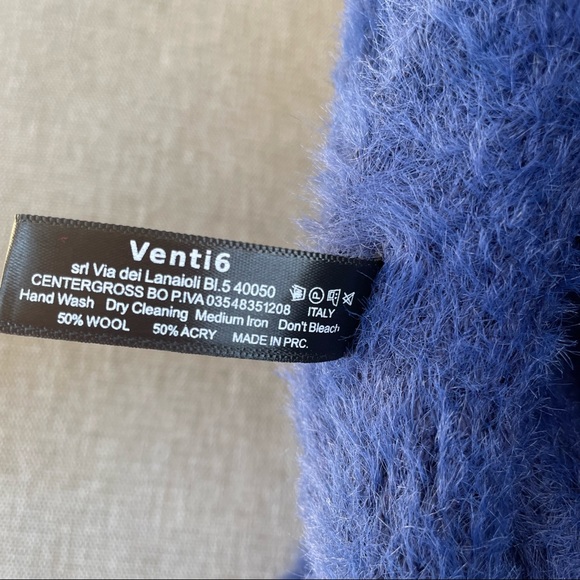 Venti6
srl Via dei Lanaioli Bl.5 40050
CENTERGROSS BO P.IVA 03548351208
ITALY
Hand Wash Dry Cleaning Medium Iron Don't Bleach
50% WOOL 50% ACRY MADE IN PRC.